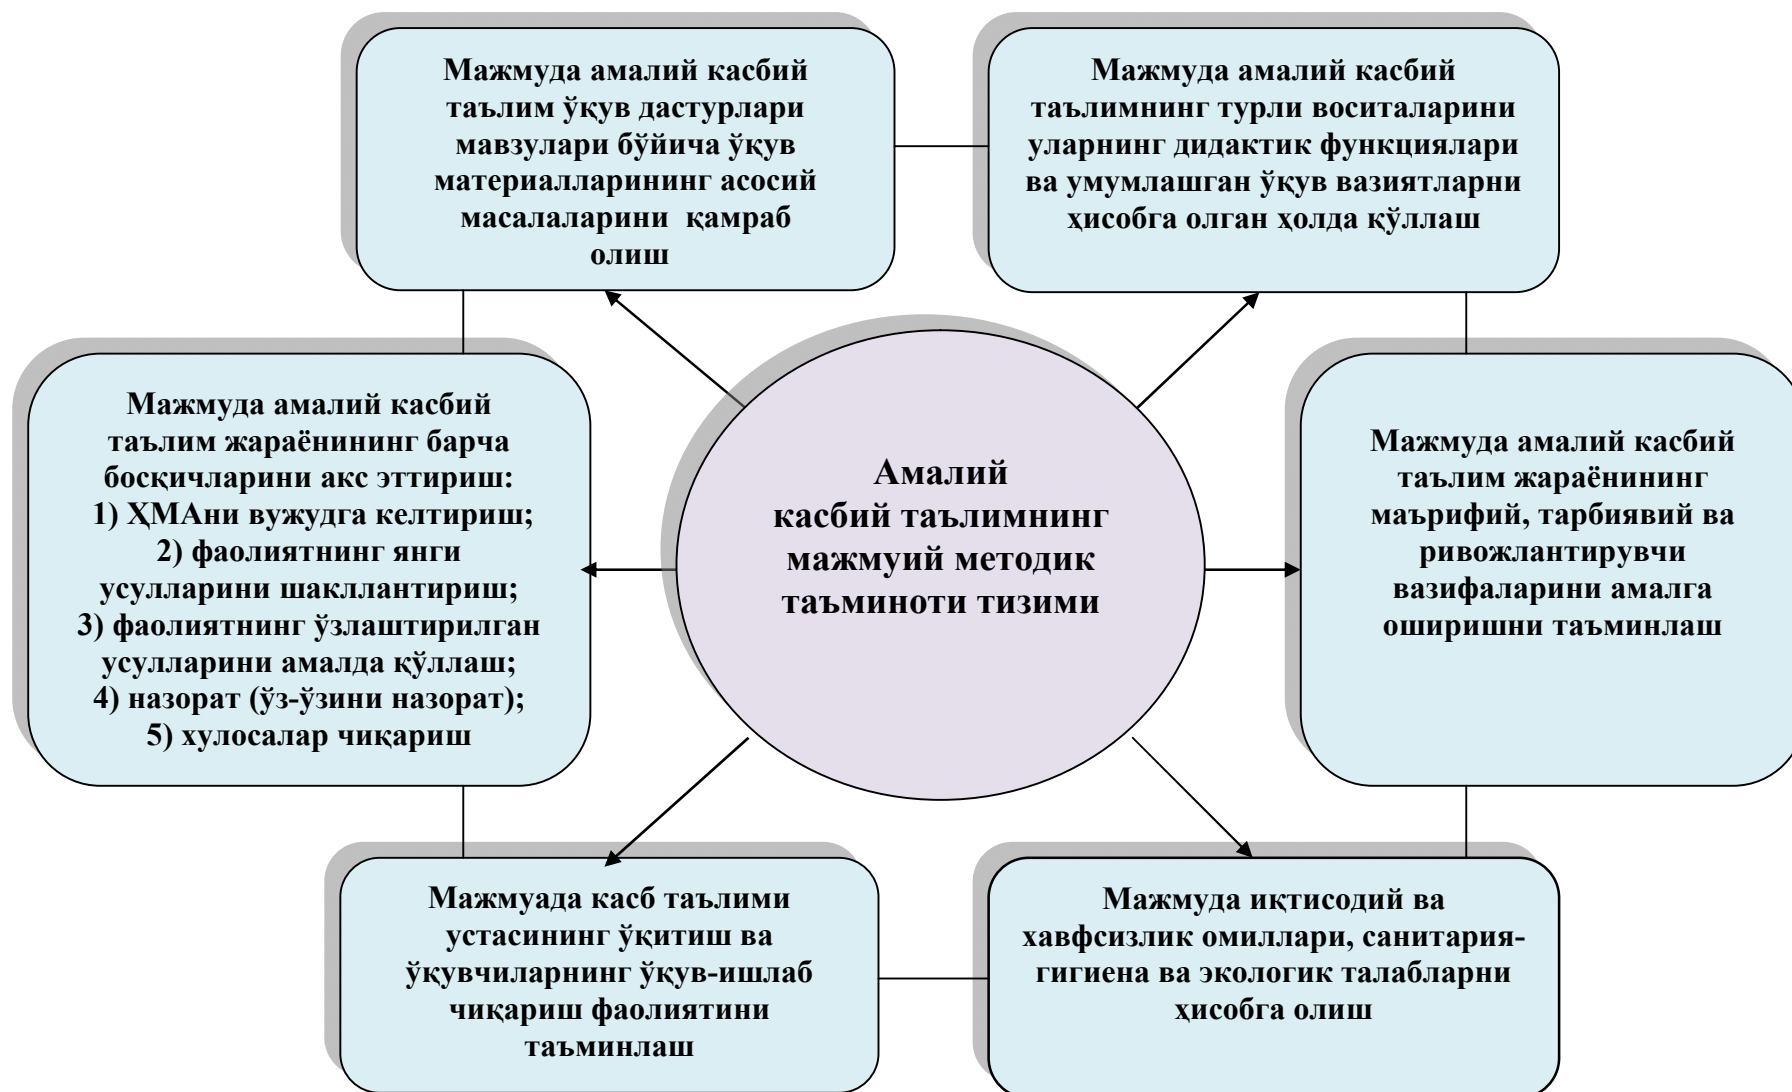 Мажмуда амалий касбий
таълим ўқув дастурлари
мавзулари бўйича ўқув
материалларининг асосий
масалаларини қамраб
олиш
Мажмуда амалий касбий
таълимнинг турли воситаларини
уларнинг дидактик функциялари
ва умумлашган ўқув вазиятларни
ҳисобга олган ҳолда қўллаш
Мажмуда амалий касбий
таълим жараёнининг барча
босқичларини акс эттириш:
1) ҲМАни вужудга келтириш;
2) фаолиятнинг янги
усулларини шакллантириш;
3) фаолиятнинг ўзлаштирилган
усулларини амалда қўллаш;
4) назорат (ўз-ўзини назорат);
5) хулосалар чиқариш
Амалий
касбий таълимнинг
мажмуий методик
таъминоти тизими
Мажмуда амалий касбий
таълим жараёнининг
маърифий, тарбиявий ва
ривожлантирувчи
вазифаларини амалга
оширишни таъминлаш
Мажмуада касб таълими
устасининг ўқитиш ва
ўқувчиларнинг ўқув-ишлаб
чиқариш фаолиятини
таъминлаш
Мажмуда иқтисодий ва
хавфсизлик омиллари, санитария-
гигиена ва экологик талабларни
ҳисобга олиш